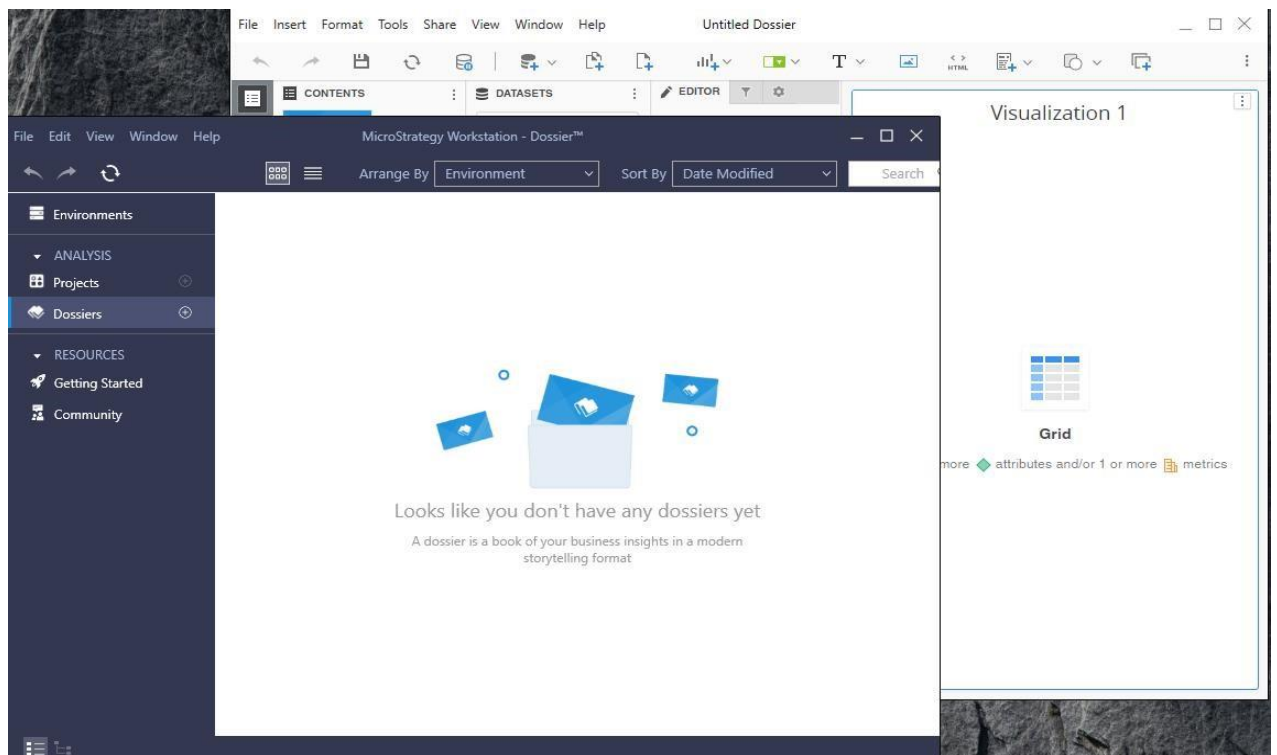 File Insert Format Tools Share View Window Help Untitled Dossier
T HTML
CONTENTS DATASETS EDITOR
Visualization 1
File Edit View Window Help MicroStrategy Workstation - Dossier™
Arrange By Environment Sort By Date Modified Search
Environments
ANALYSIS
Projects
Dossiers
RESOURCES
Getting Started
Community
Looks like you don't have any dossiers yet
A dossier is a book of your business insights in a modern
storytelling format
Grid
more attributes and/or 1 or more metrics